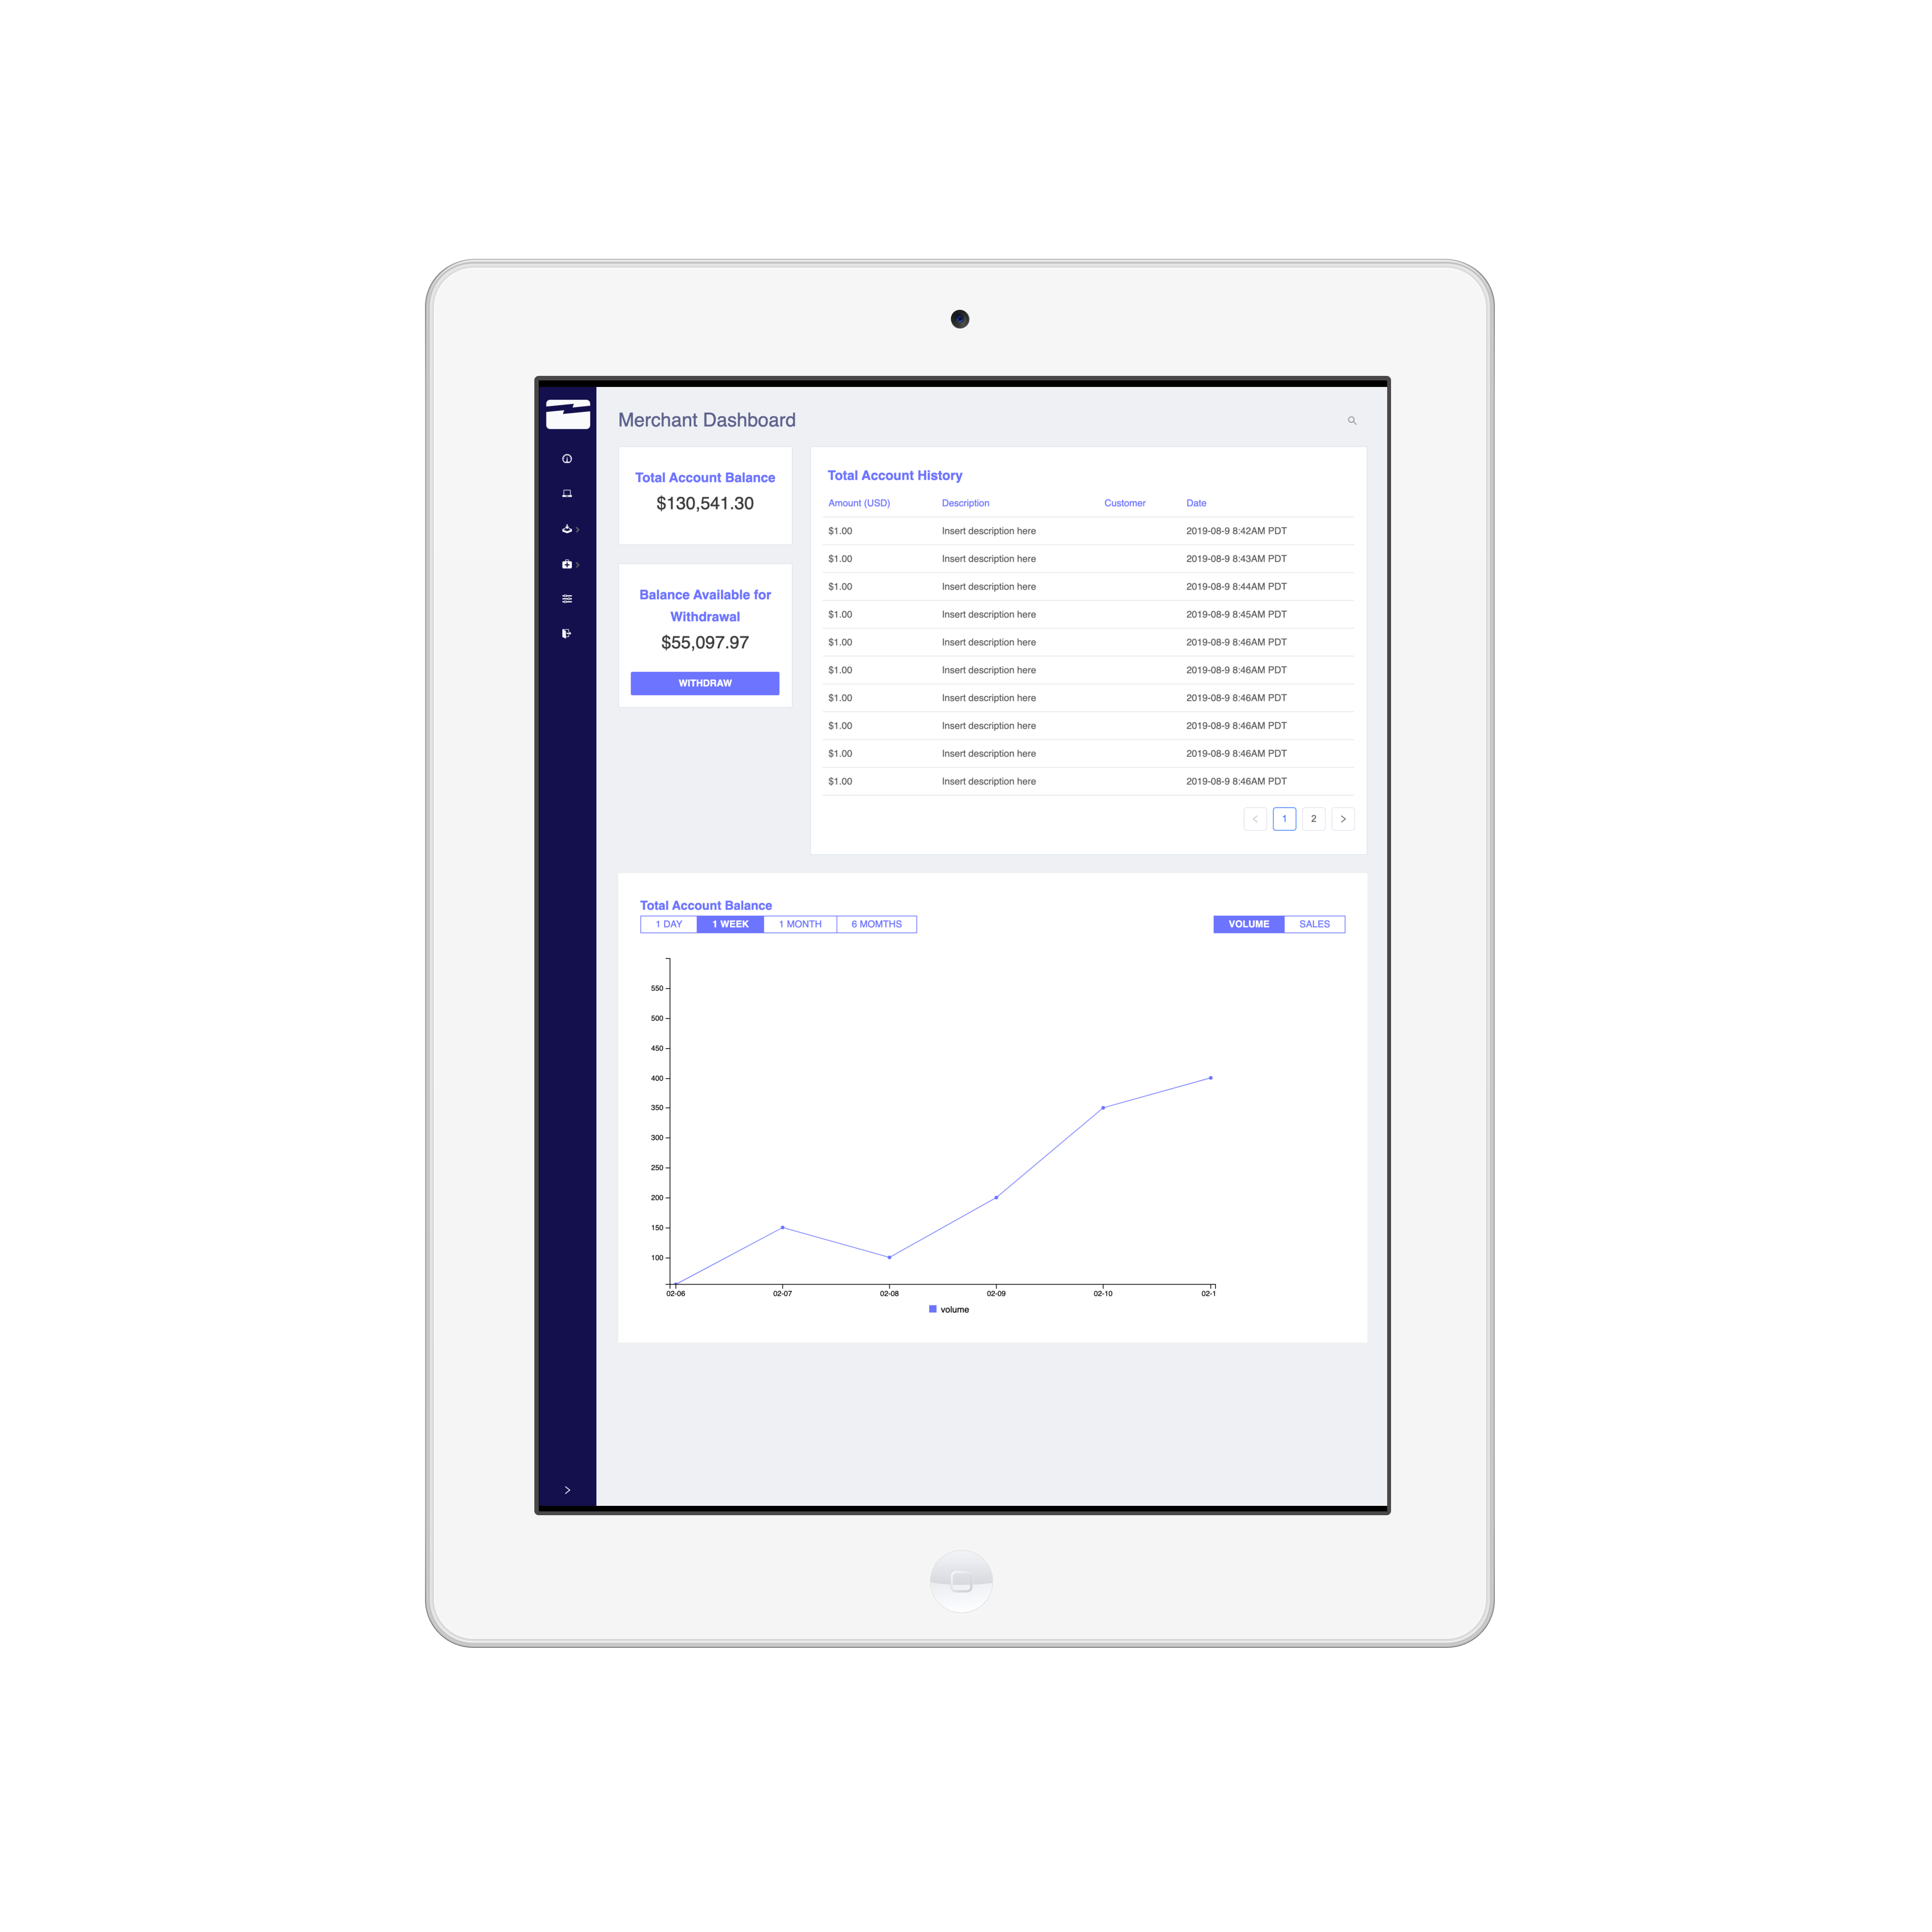 Merchant Dashboard
Total Account Balance
$130,541.30
Balance Available for
Withdrawal
$55,097.97
WITHDRAW
Total Account History
Amount (USD) Description Customer Date
$1.00 Insert description here 2019-08-9 8:42AM PDT
$1.00 Insert description here 2019-08-9 8:43AM PDT
$1.00 Insert description here 2019-08-9 8:44AM PDT
$1.00 Insert description here 2019-08-9 8:45AM PDT
$1.00 Insert description here 2019-08-9 8:46AM PDT
$1.00 Insert description here 2019-08-9 8:46AM PDT
$1.00 Insert description here 2019-08-9 8:46AM PDT
$1.00 Insert description here 2019-08-9 8:46AM PDT
$1.00 Insert description here 2019-08-9 8:46AM PDT
$1.00 Insert description here 2019-08-9 8:46AM PDT
< 1 2 >
Total Account Balance
1 DAY 1 WEEK 1 MONTH 6 MOMTHS VOLUME SALES
550
500
450
400
350
300
250
200
150
100
02-06 02-07 02-08 02-09 02-10 02-1
volume